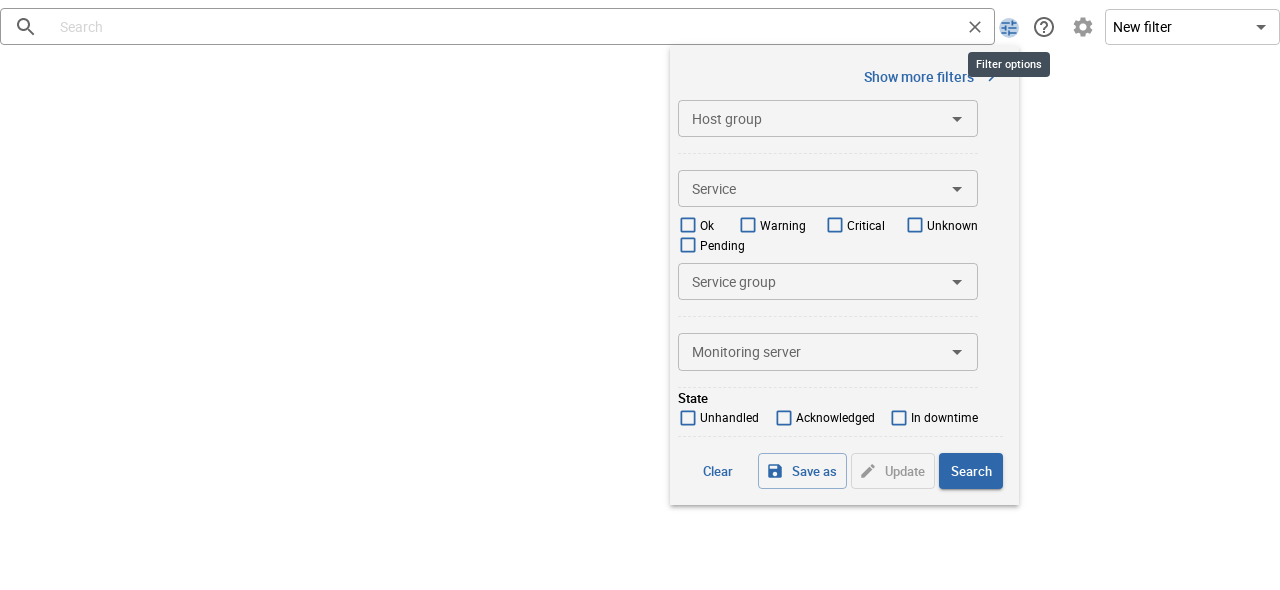 Search
New filter
Filter options
Show more filters
Host group
Service
Ok Warning Critical Unknown
Pending
Service group
Monitoring server
State
Unhandled Acknowledged In downtime
Clear Save as Update Search